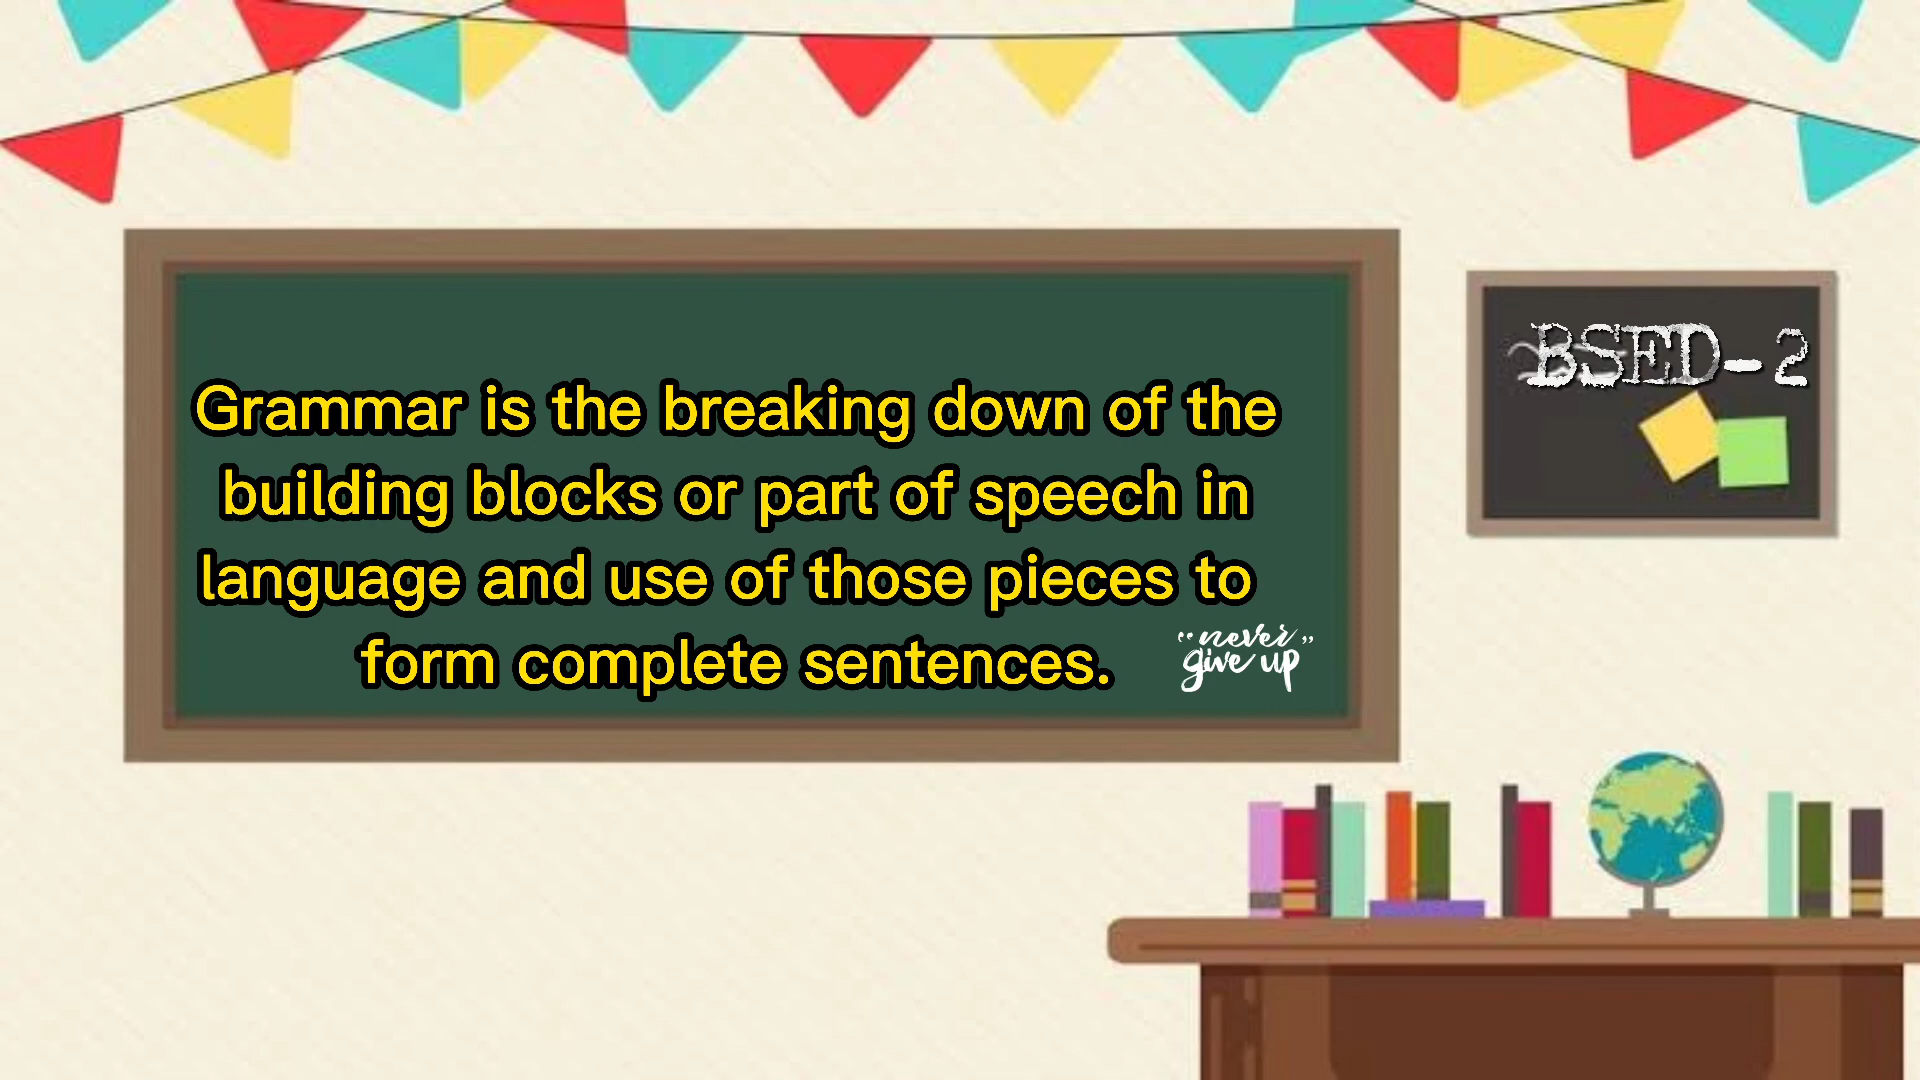 Grammar is the breaking down of the
building blocks or part of speech in
language and use of those pieces to
form complete sentences.
"never"
give up
BSED-2